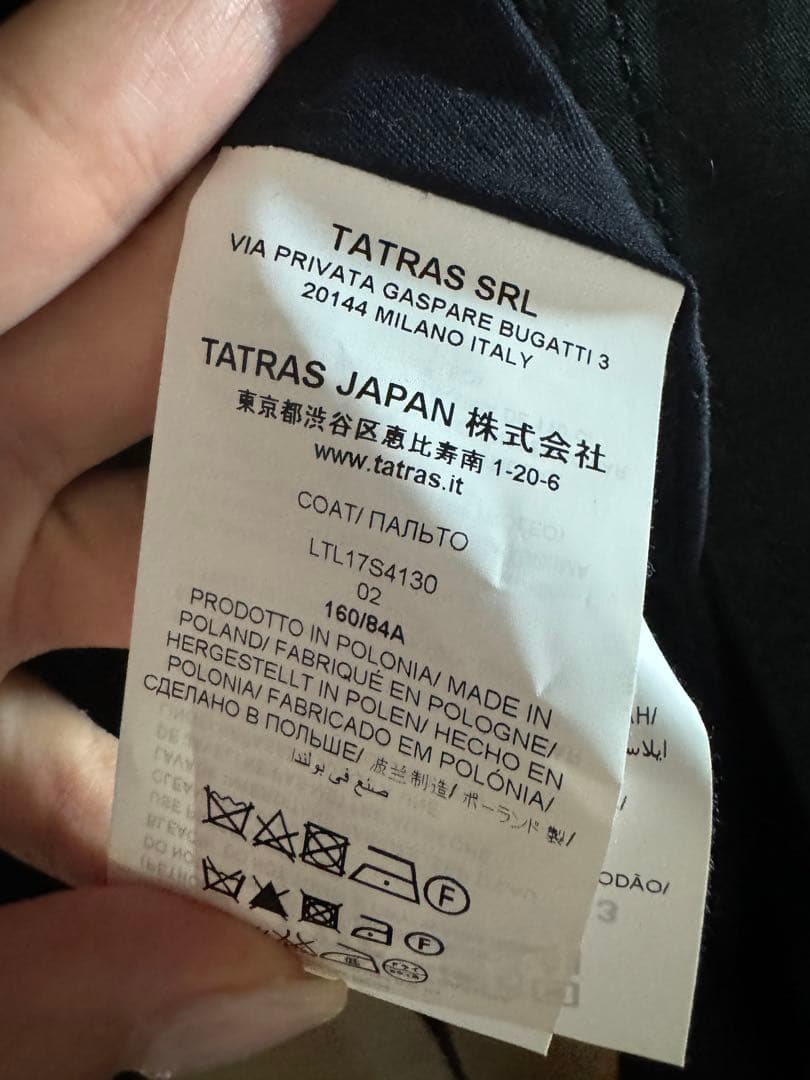 TATRAS SRL
VIA PRIVATA GASPARE BUGATTI 3
20144 MILANO ITALY
TATRAS JAPAN 株式会社
東京都渋谷区恵比寿南 1-20-6
www.tatras.it
COAT/ ПАЛЬТО
LTL17S4130
02
160/84A
PRODOTTO IN POLONIA/ MADE IN
POLAND/ FABRIQUÉ EN POLOGNE/
HERGESTELLT IN POLEN/ HECHO EN
POLONIA/ FABRICADO EM POLÓNIA/
СДЕЛАНО В ПОЛЬШЕ/ 波兰制造/ ポーランド 製/
صنع في بولندا
F
F
ODÃO/
3